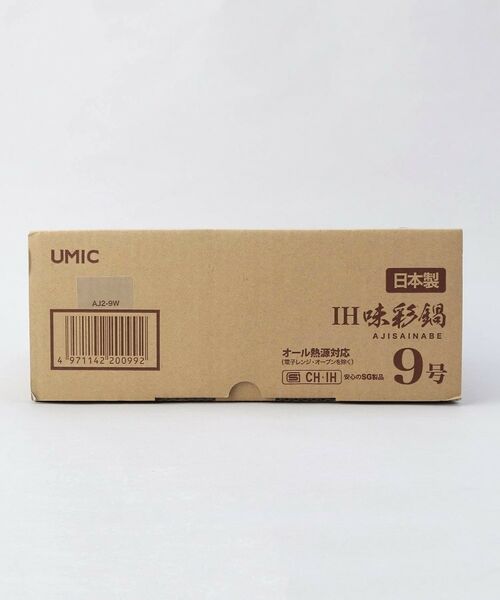 UMIC
AJ2-9W
4 971142 200992
日本製
IH 味彩鍋
AJISAINABE
オール熱源対応
(電子レンジ・オーブンを除く)
CH·IH
安心のSG製品
9号